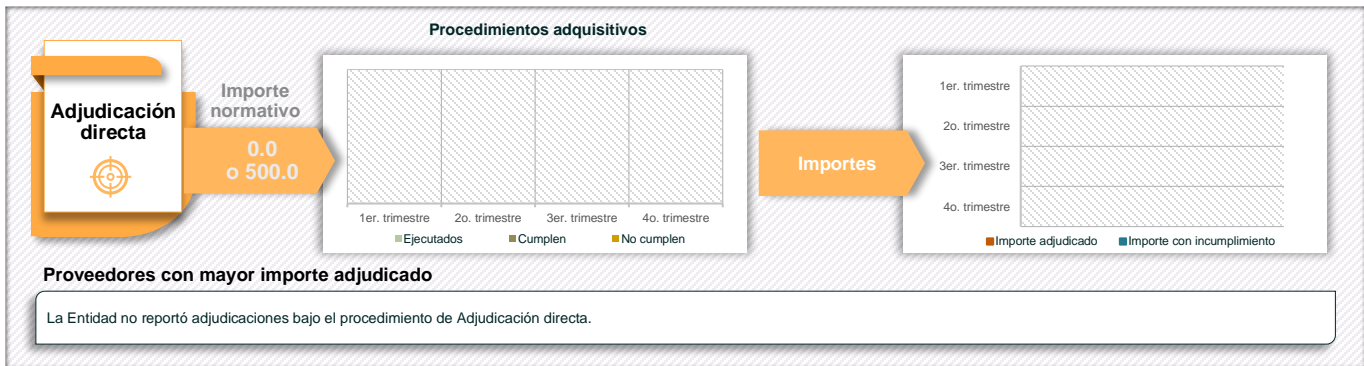 Procedimientos adquisitivos
Adjudicación
directa
Importe
normativo
0.0
o 500.0
1er. trimestre
2o. trimestre
3er. trimestre
4o. trimestre
Ejecutados
Cumplen
No cumplen
Importes
1er. trimestre
2o. trimestre
3er. trimestre
4o. trimestre
Importe adjudicado
Importe con incumplimiento
Proveedores con mayor importe adjudicado
La Entidad no reportó adjudicaciones bajo el procedimiento de Adjudicación directa.